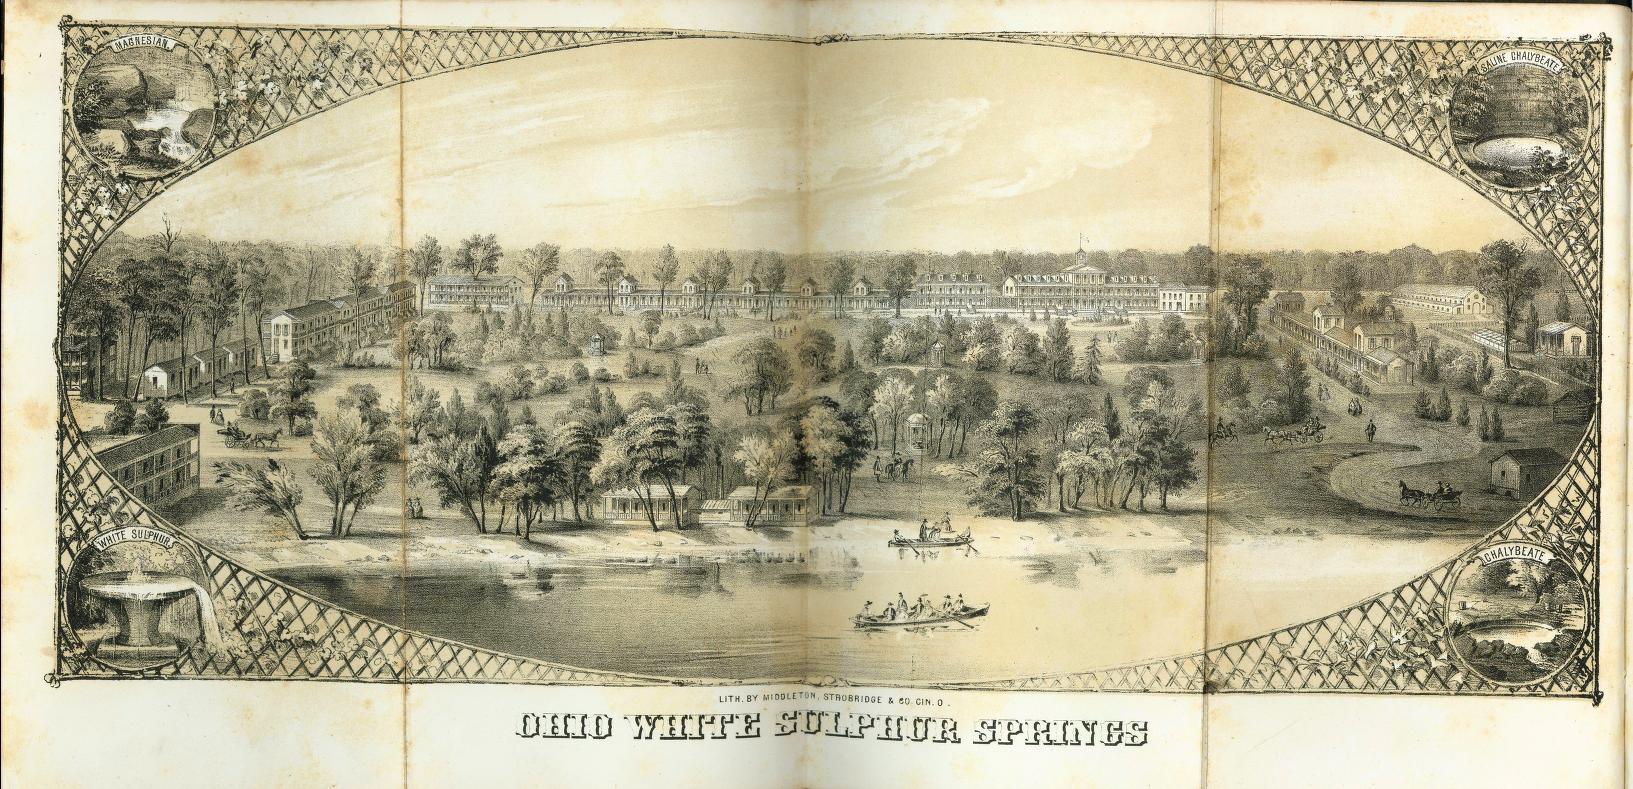 MAGNESIAN.
SALINE CHALYBEATE
WHITE SULPHUR
CHALYBEATE
LITH. BY MIDDLETON, STROBRIDGE & CO. CIN. O.
OHIO WHITE SULPHUR SPRINGS